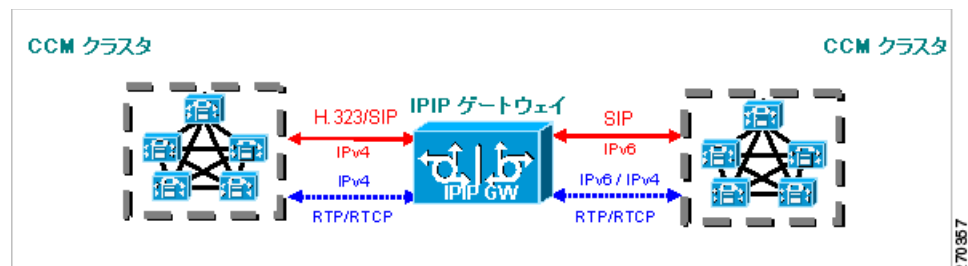 CCM クラスタ
CCM クラスタ
IPIP ゲートウェイ
H.323/SIP
SIP
IPv4
IPv6
IPv4
IPv6 / IPv4
IPIP GW
RTP/RTCP
RTP/RTCP